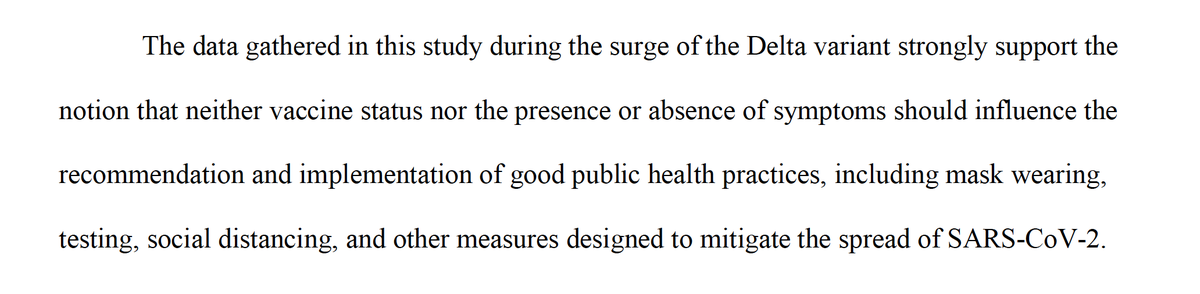 The data gathered in this study during the surge of the Delta variant strongly support the
notion that neither vaccine status nor the presence or absence of symptoms should influence the
recommendation and implementation of good public health practices, including mask wearing,
testing, social distancing, and other measures designed to mitigate the spread of SARS-CoV-2.